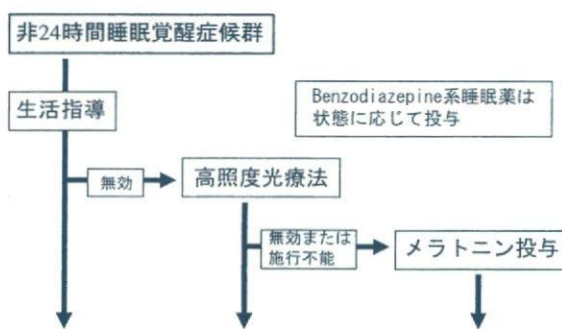 非24時間睡眠覚醒症候群
生活指導
Benzodiazepine系睡眠薬は
状態に応じて投与
無効
高照度光療法
無効または
施行不能
メラトニン投与